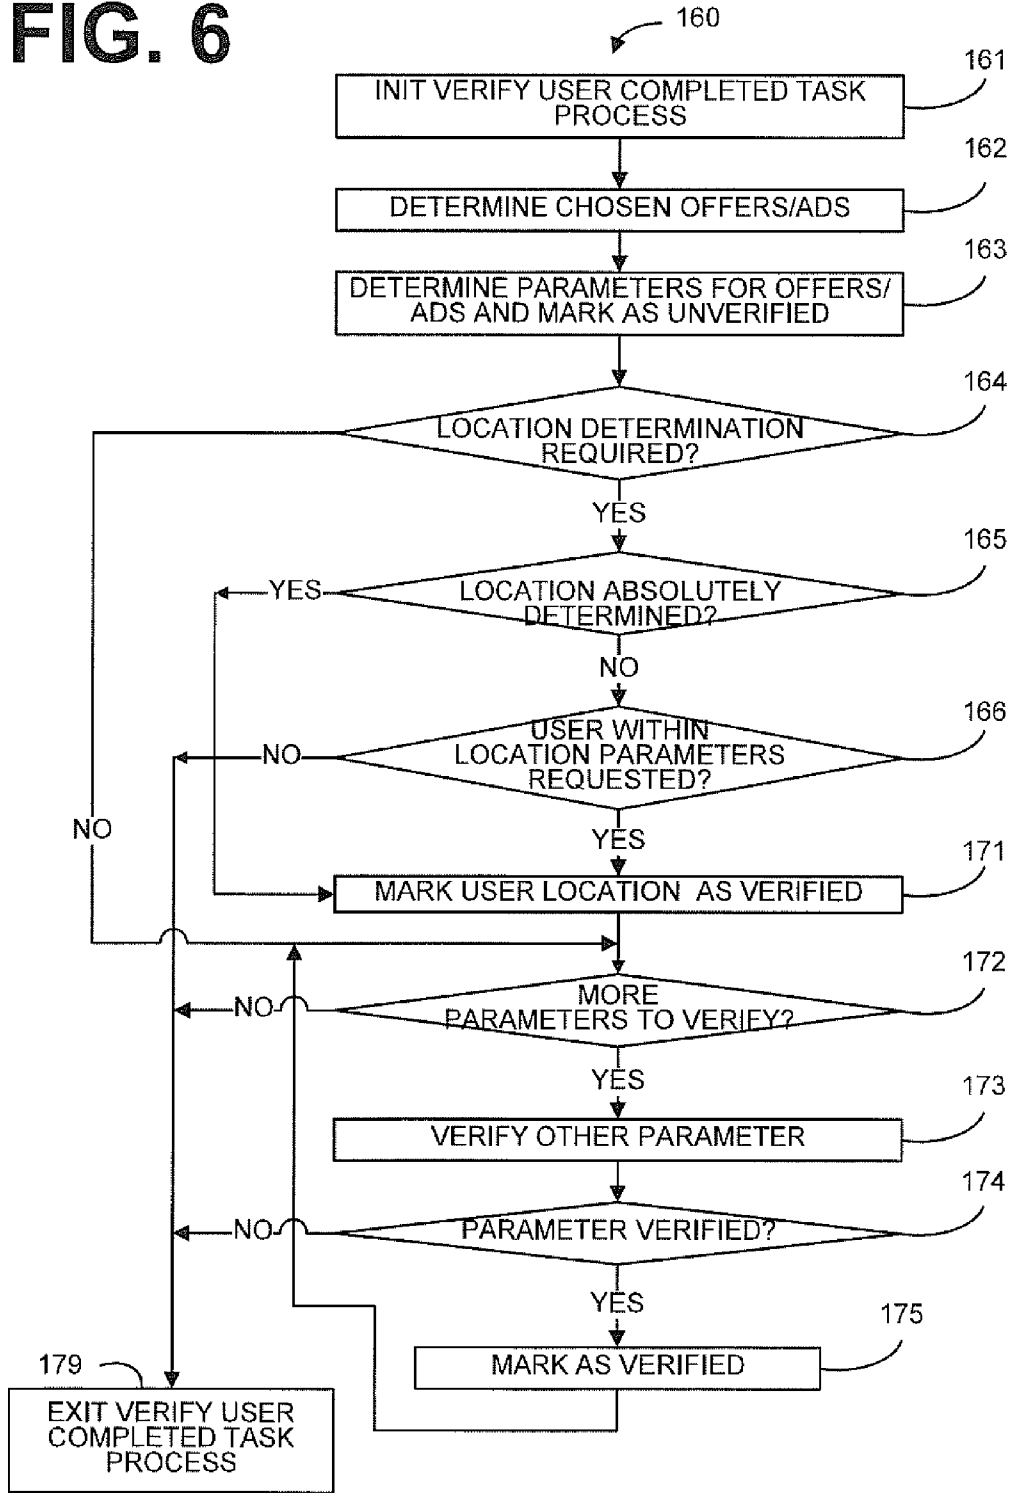 FIG. 6
160
161
INIT VERIFY USER COMPLETED TASK
PROCESS
162
DETERMINE CHOSEN OFFERS/ADS
163
DETERMINE PARAMETERS FOR OFFERS/
ADS AND MARK AS UNVERIFIED
164
LOCATION DETERMINATION
REQUIRED?
YES
165
YES
LOCATION ABSOLUTELY
DETERMINED?
NO
166
USER WITHIN
NO
LOCATION PARAMETERS
REQUESTED?
NO
YES
171
MARK USER LOCATION AS VERIFIED
172
MORE
NO
PARAMETERS TO VERIFY?
YES
173
VERIFY OTHER PARAMETER
174
NO
PARAMETER VERIFIED?
YES
175
MARK AS VERIFIED
179
EXIT VERIFY USER
COMPLETED TASK
PROCESS